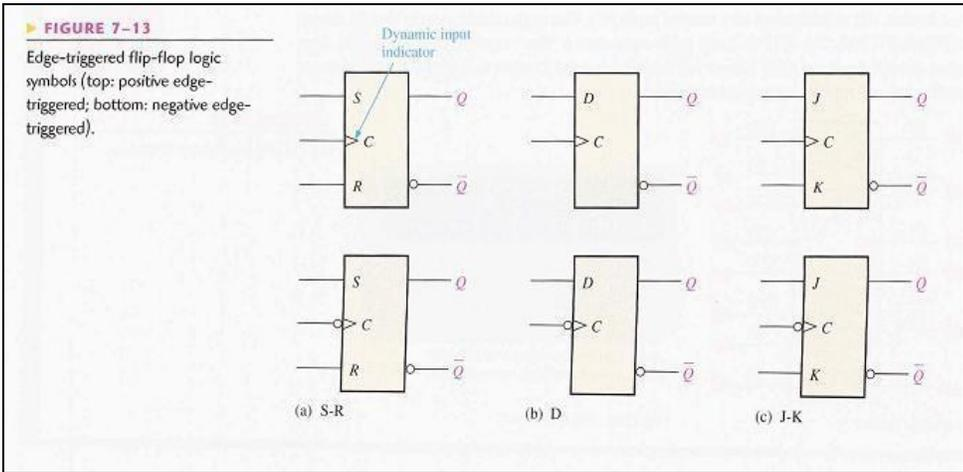 FIGURE 7-13
Edge-triggered flip-flop logic
symbols (top: positive edge-
triggered; bottom: negative edge-
triggered).
Dynamic input
indicator
S Q
C
R Q̅
D Q
C
Q̅
J Q
C
K Q̅
S Q
C
R Q̅
D Q
C
Q̅
J Q
C
K Q̅
(a) S-R
(b) D
(c) J-K